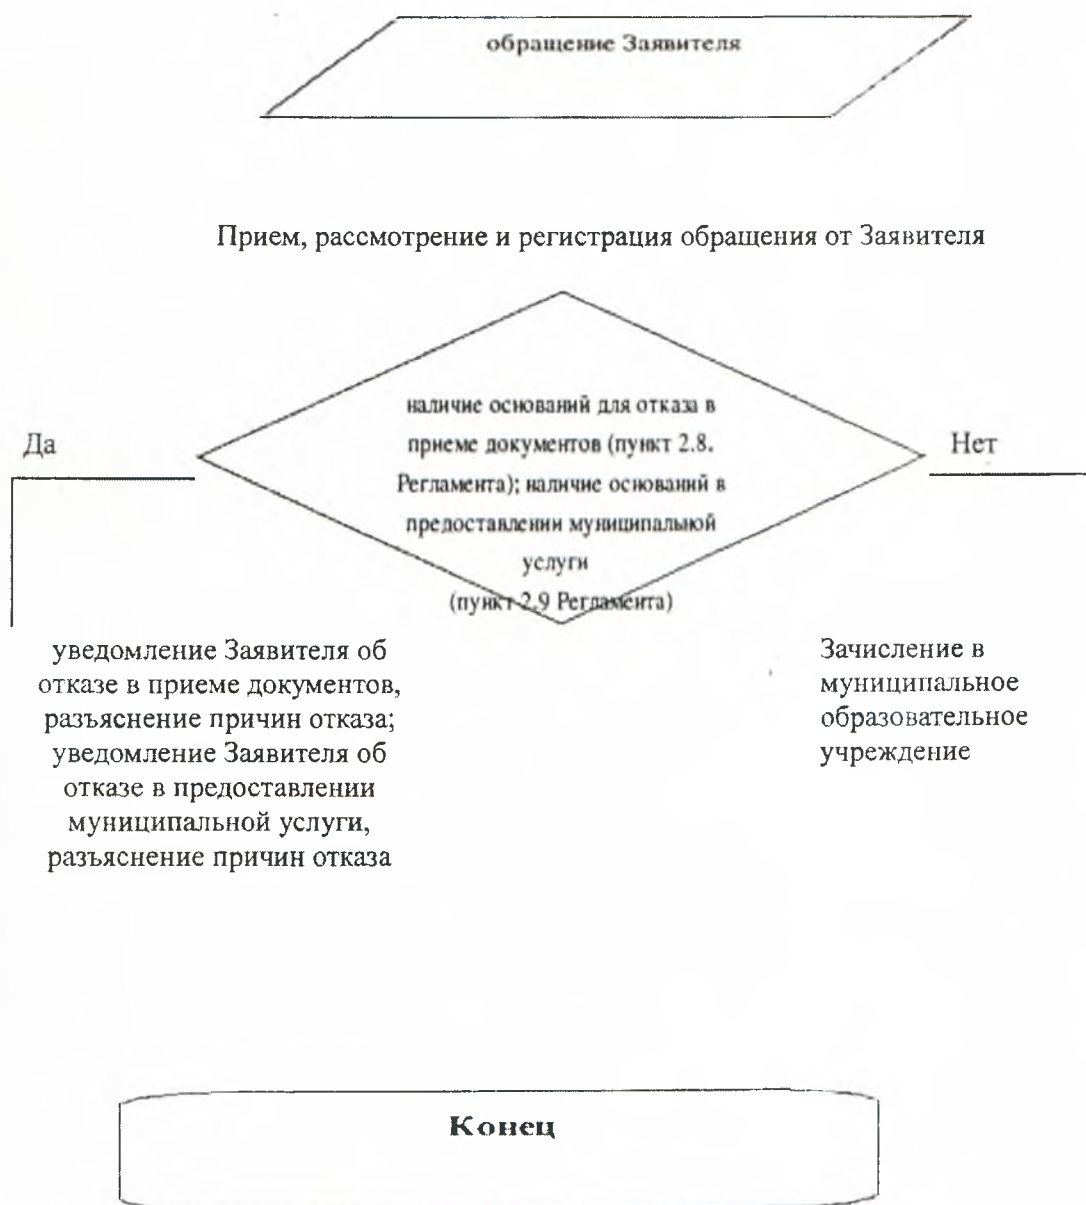 обращение Заявителя
Прием, рассмотрение и регистрация обращения от Заявителя
наличие оснований для отказа в
приеме документов (пункт 2.8.
Регламента); наличие оснований в
предоставлении муниципальной
услуги
(пункт 2.9 Регламента)
Да
Нет
уведомление Заявителя об
отказе в приеме документов,
разъяснение причин отказа;
уведомление Заявителя об
отказе в предоставлении
муниципальной услуги,
разъяснение причин отказа
Зачисление в
муниципальное
образовательное
учреждение
Конец